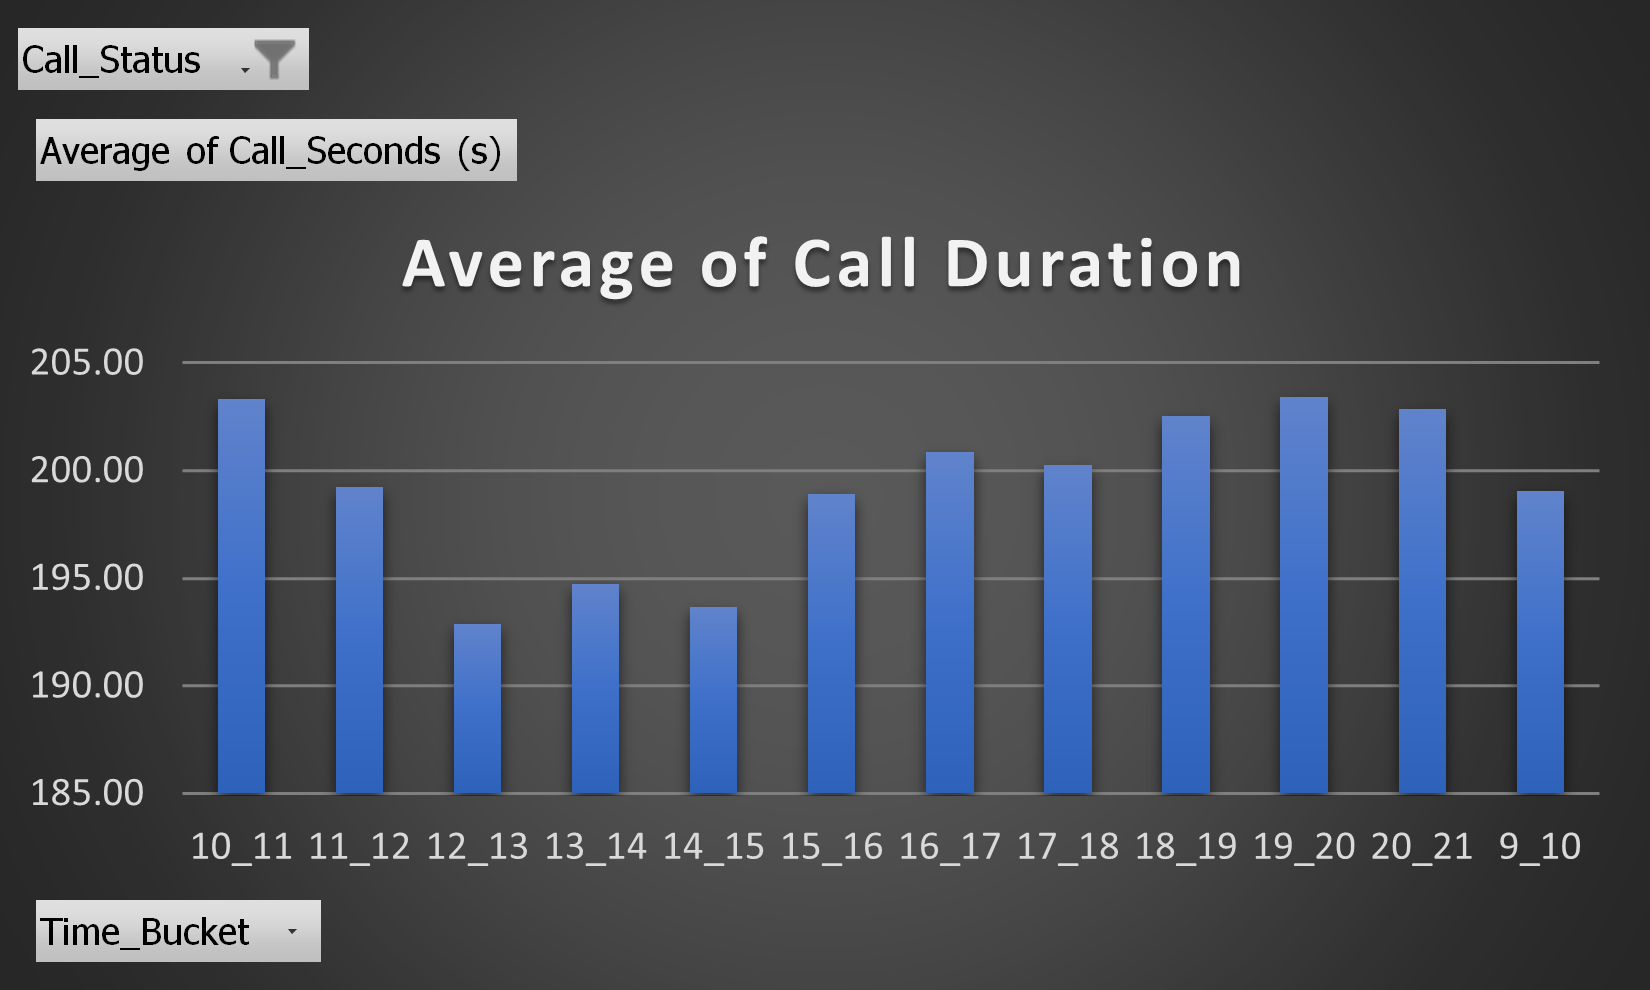 Call_Status
Average of Call_Seconds (s)
Average of Call Duration
205.00
200.00
195.00
190.00
185.00
10_11 11_12 12_13 13_14 14_15 15_16 16_17 17_18 18_19 19_20 20_21 9_10
Time_Bucket